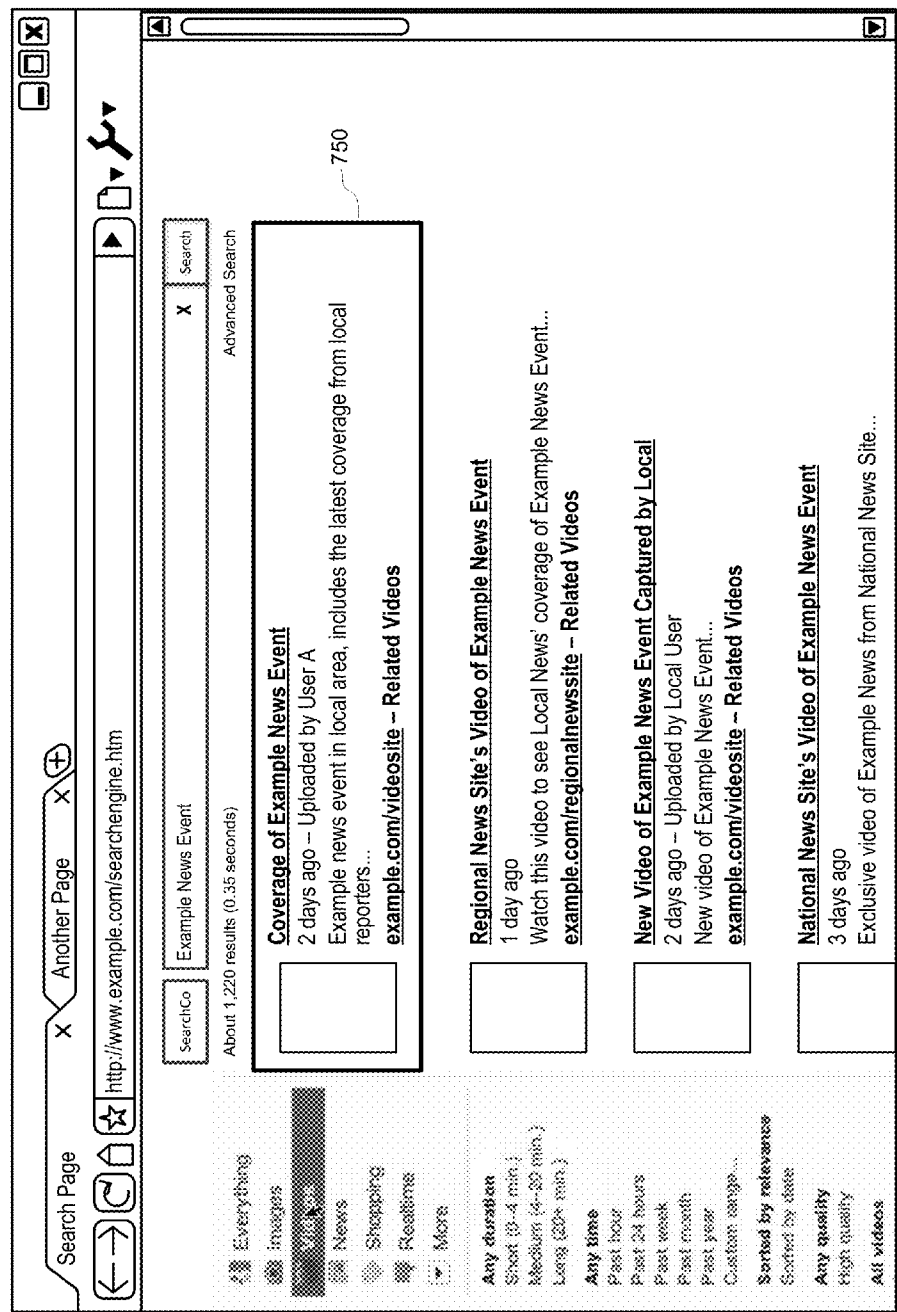 Search Page X
Another Page X
http://www.example.com/searchengine.htm
SearchCo
Example News Event X
Search
About 1,220 results (0.35 seconds)
Advanced Search
Everything
Images
Videos
News
Shopping
Realtime
More
Any duration
Short (0–4 min.)
Medium (4–20 min.)
Long (20+ min.)
Any time
Past hour
Past 24 hours
Past week
Past month
Past year
Custom range...
Sorted by relevance
Sorted by date
Any quality
High quality
All videos
Coverage of Example News Event
2 days ago – Uploaded by User A
Example news event in local area, includes the latest coverage from local
reporters...
example.com/videosite – Related Videos
750
Regional News Site's Video of Example News Event
1 day ago
Watch this video to see Local News' coverage of Example News Event...
example.com/regionalnewssite – Related Videos
New Video of Example News Event Captured by Local
2 days ago – Uploaded by Local User
New video of Example News Event...
example.com/videosite – Related Videos
National News Site's Video of Example News Event
3 days ago
Exclusive video of Example News from National News Site...